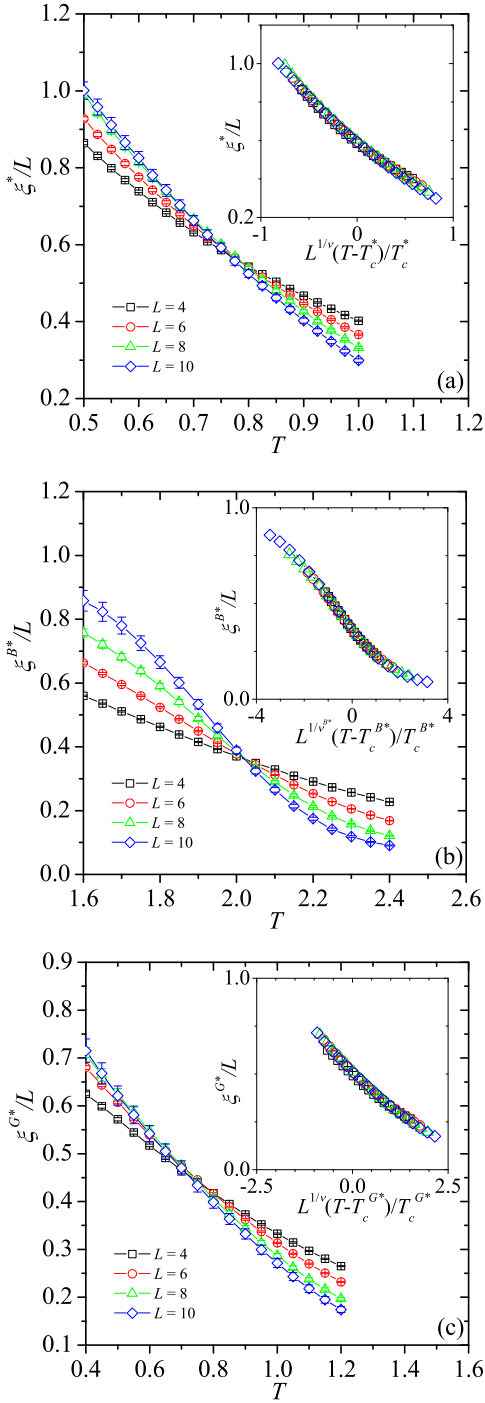 1.2
1.0
0.8
0.6
0.4
0.2
ξ*/L
0.5 0.6 0.7 0.8 0.9 1.0 1.1 1.2
T
L = 4
L = 6
L = 8
L = 10
(a)
1.0
0.2
ξ*/L
-1 0 1
L^{1/ν}(T-T_c^*)/T_c^*
1.2
1.0
0.8
0.6
0.4
0.2
0.0
ξ^{B*}/L
1.6 1.8 2.0 2.2 2.4 2.6
T
L = 4
L = 6
L = 8
L = 10
(b)
1.0
0.0
ξ^{B*}/L
-4 0 4
L^{1/ν^{B*}}(T-T_c^{B*})/T_c^{B*}
0.9
0.8
0.7
0.6
0.5
0.4
0.3
0.2
0.1
ξ^{G*}/L
0.4 0.6 0.8 1.0 1.2 1.4 1.6
T
L = 4
L = 6
L = 8
L = 10
(c)
1.0
0.0
ξ^{G*}/L
-2.5 0.0 2.5
L^{1/ν}(T-T_c^{G*})/T_c^{G*}